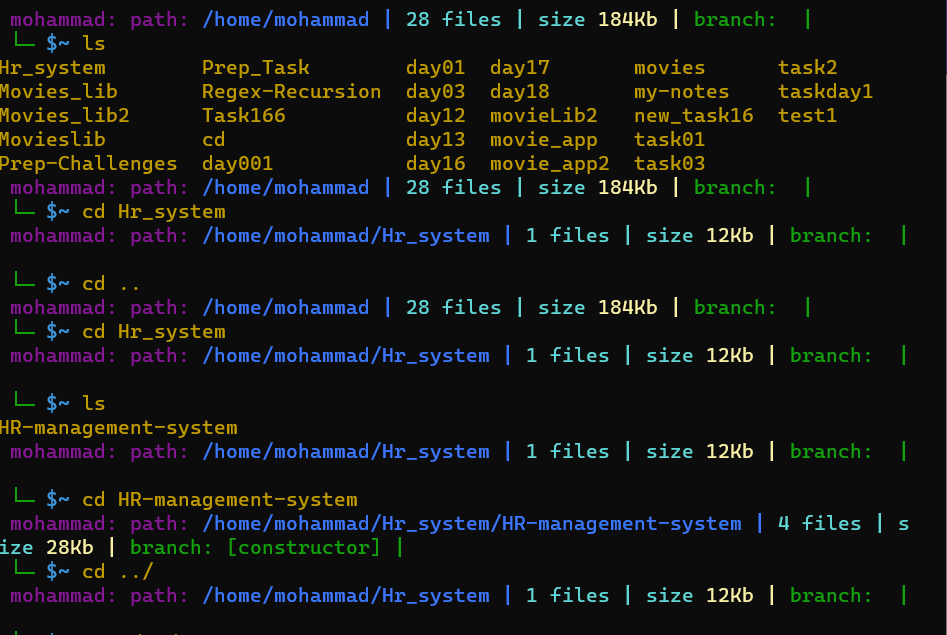 mohammad: path: /home/mohammad | 28 files | size 184Kb | branch:  |
└─ $~ ls
Hr_system       Prep_Task        day01  day17       movies      task2
Movies_lib      Regex-Recursion  day03  day18       my-notes    taskday1
Movies_lib2     Task166          day12  movieLib2   new_task16  test1
Movieslib       cd               day13  movie_app   task01
Prep-Challenges day001           day16  movie_app2  task03
mohammad: path: /home/mohammad | 28 files | size 184Kb | branch:  |
└─ $~ cd Hr_system
mohammad: path: /home/mohammad/Hr_system | 1 files | size 12Kb | branch:  |
└─ $~ cd ..
mohammad: path: /home/mohammad | 28 files | size 184Kb | branch:  |
└─ $~ cd Hr_system
mohammad: path: /home/mohammad/Hr_system | 1 files | size 12Kb | branch:  |
└─ $~ ls
HR-management-system
mohammad: path: /home/mohammad/Hr_system | 1 files | size 12Kb | branch:  |
└─ $~ cd HR-management-system
mohammad: path: /home/mohammad/Hr_system/HR-management-system | 4 files | s
ize 28Kb | branch: [constructor] |
└─ $~ cd ../
mohammad: path: /home/mohammad/Hr_system | 1 files | size 12Kb | branch:  |